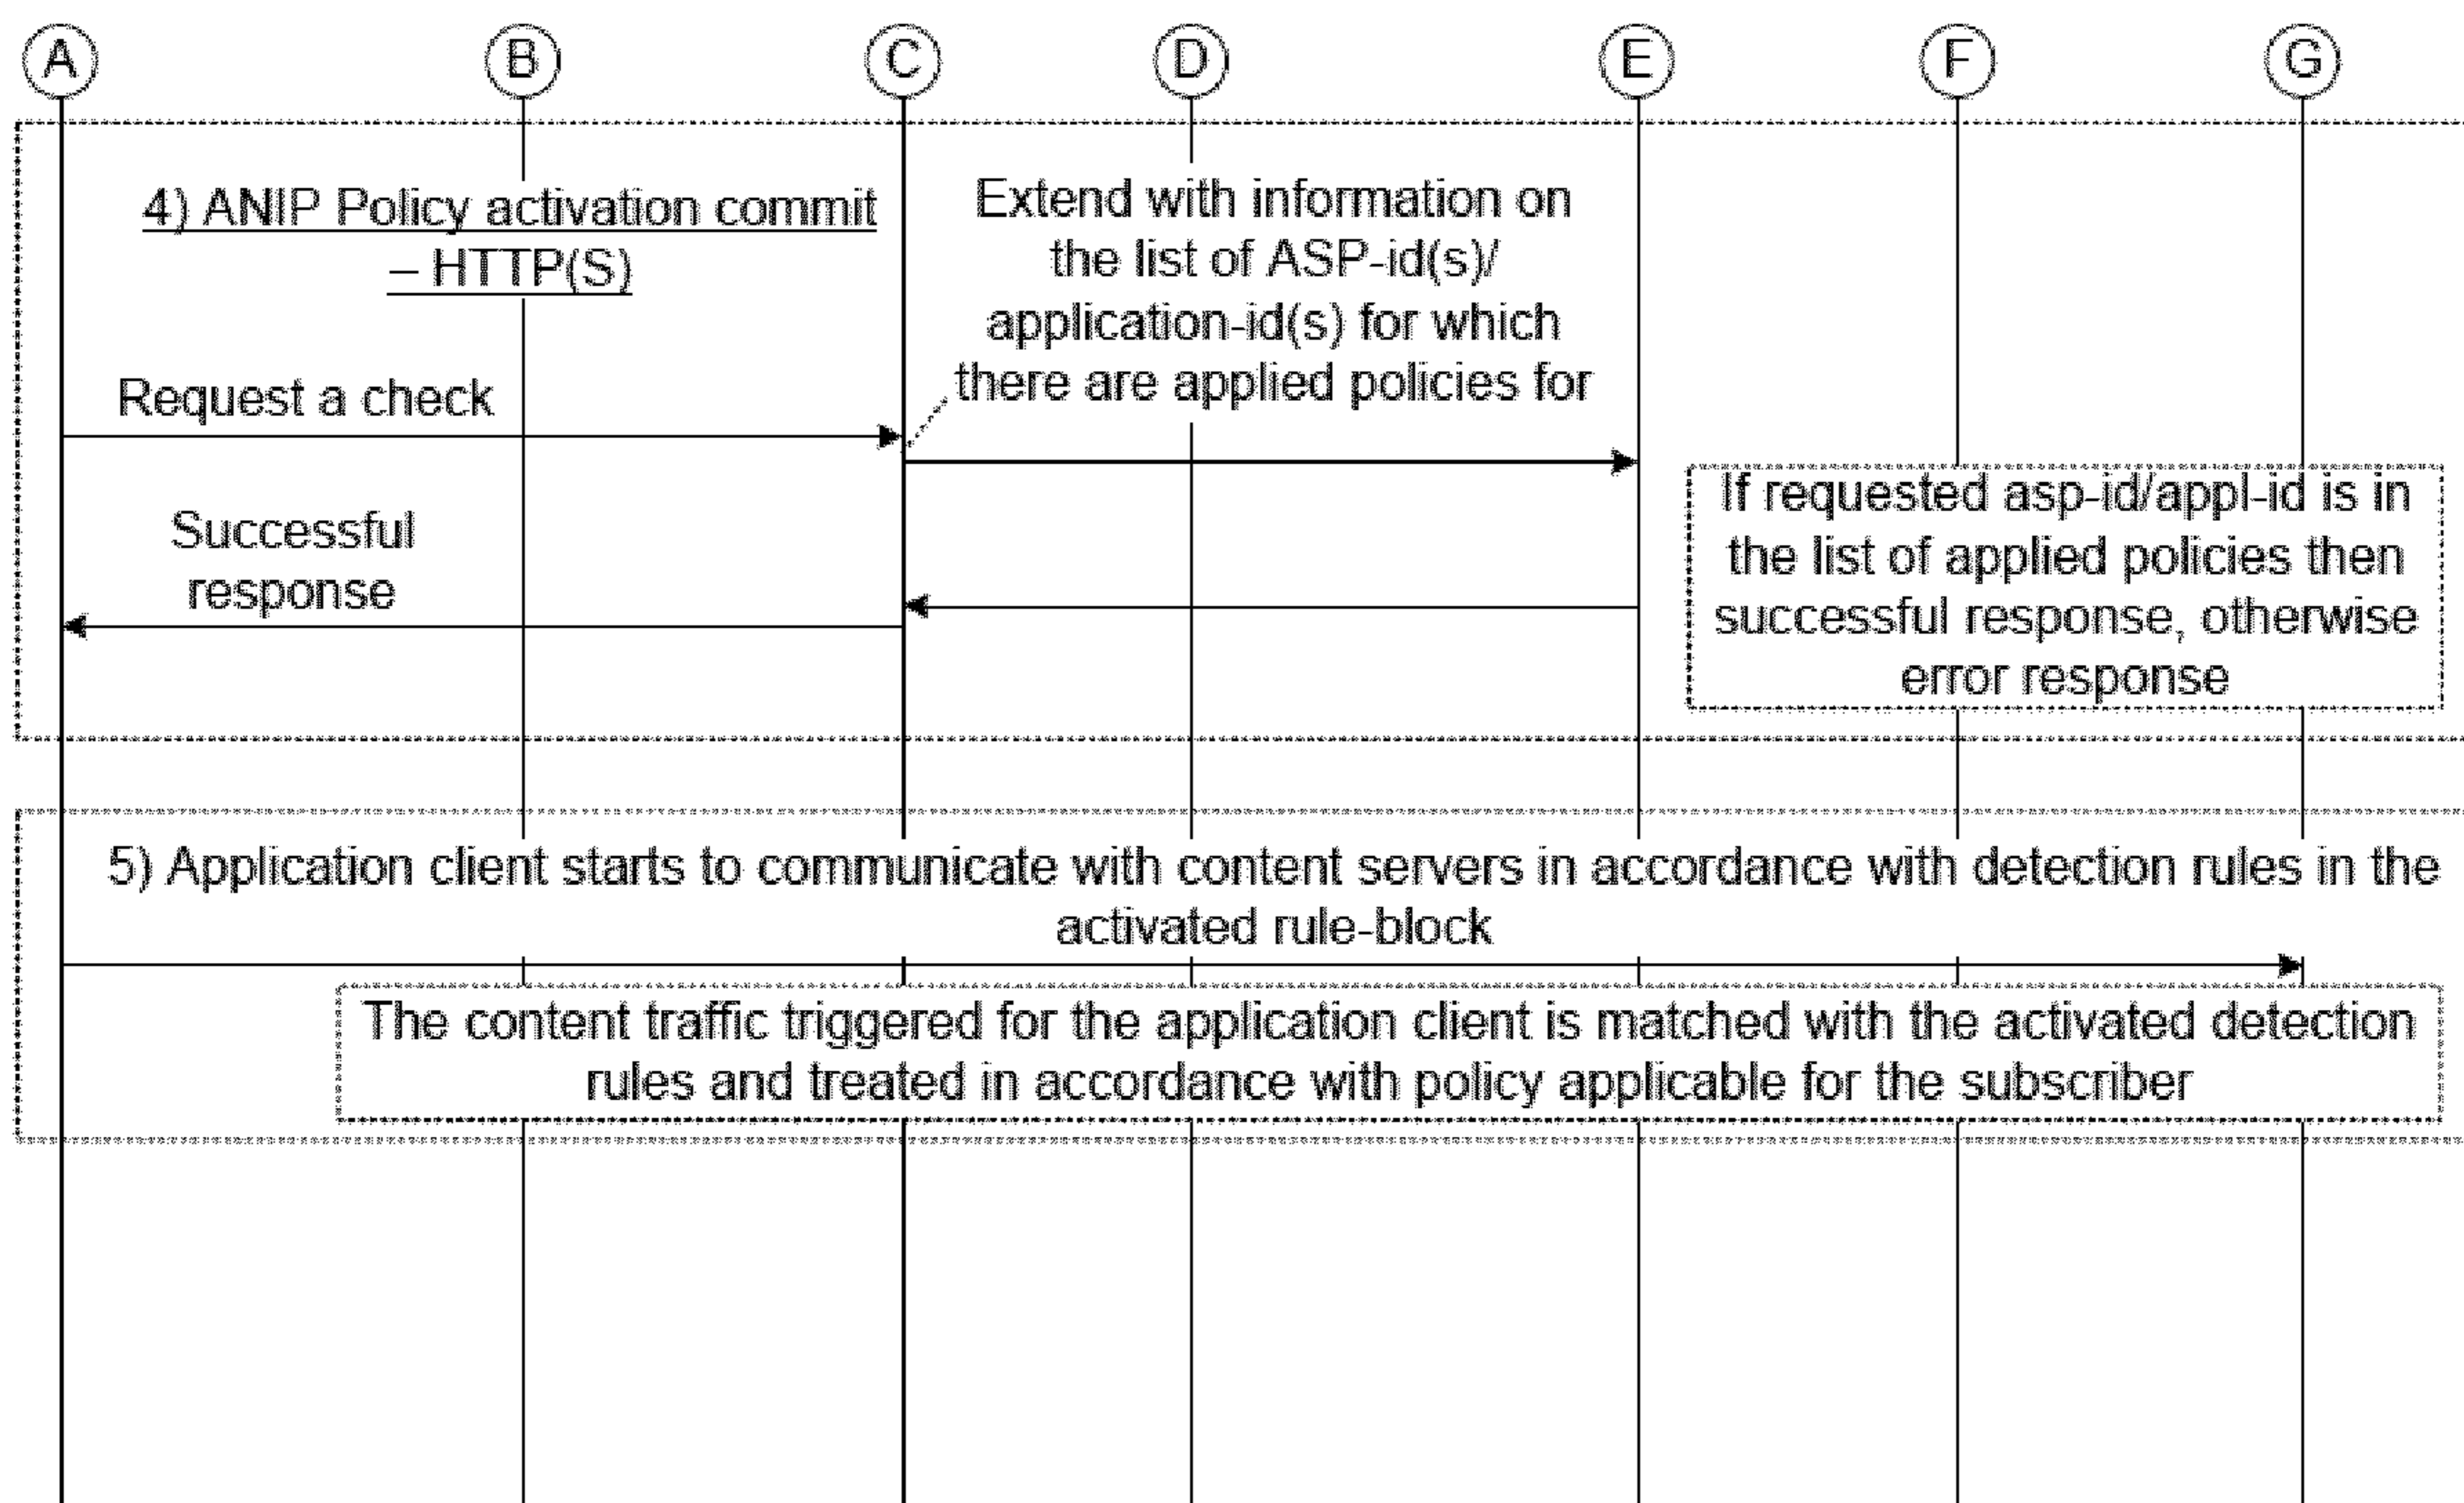 A B C D E F G
4) ANIP Policy activation commit
– HTTP(S)
Extend with information on
the list of ASP-id(s)/
application-id(s) for which
there are applied policies for
Request a check
Successful
response
If requested asp-id/appl-id is in
the list of applied policies then
successful response, otherwise
error response
5) Application client starts to communicate with content servers in accordance with detection rules in the
activated rule-block
The content traffic triggered for the application client is matched with the activated detection
rules and treated in accordance with policy applicable for the subscriber